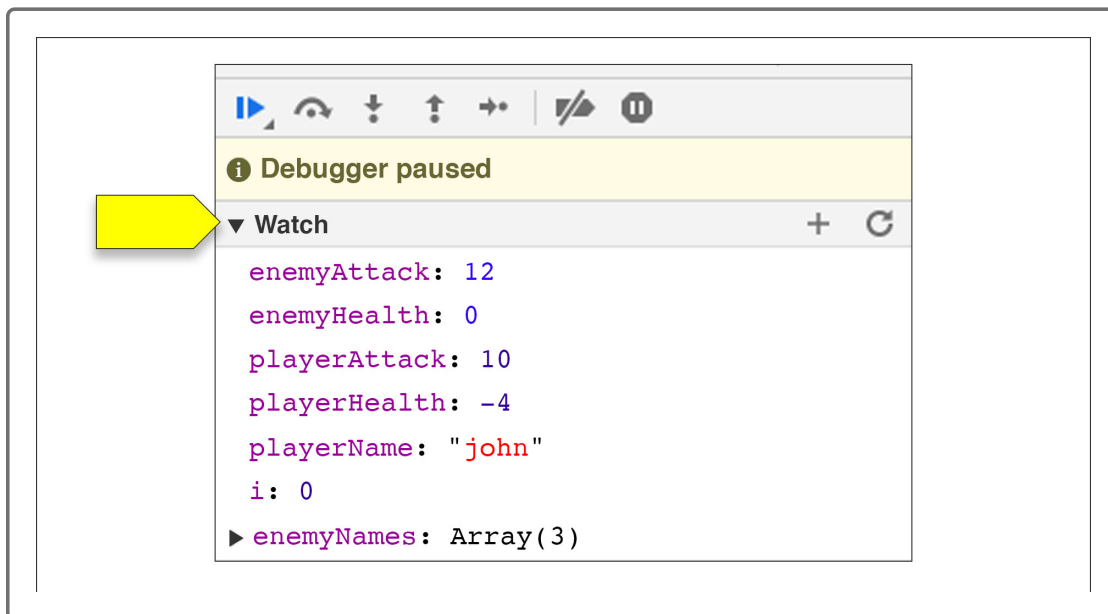 Debugger paused
Watch
enemyAttack: 12
enemyHealth: 0
playerAttack: 10
playerHealth: -4
playerName: "john"
i: 0
enemyNames: Array(3)